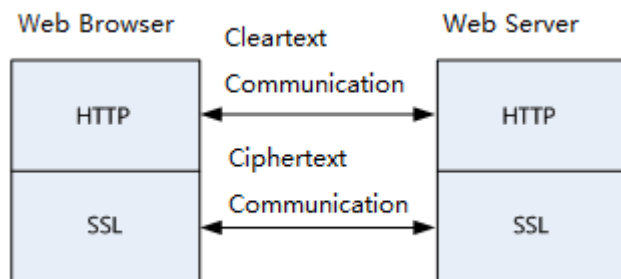 Web Browser
Web Server
Cleartext
Communication
HTTP
HTTP
Ciphertext
Communication
SSL
SSL